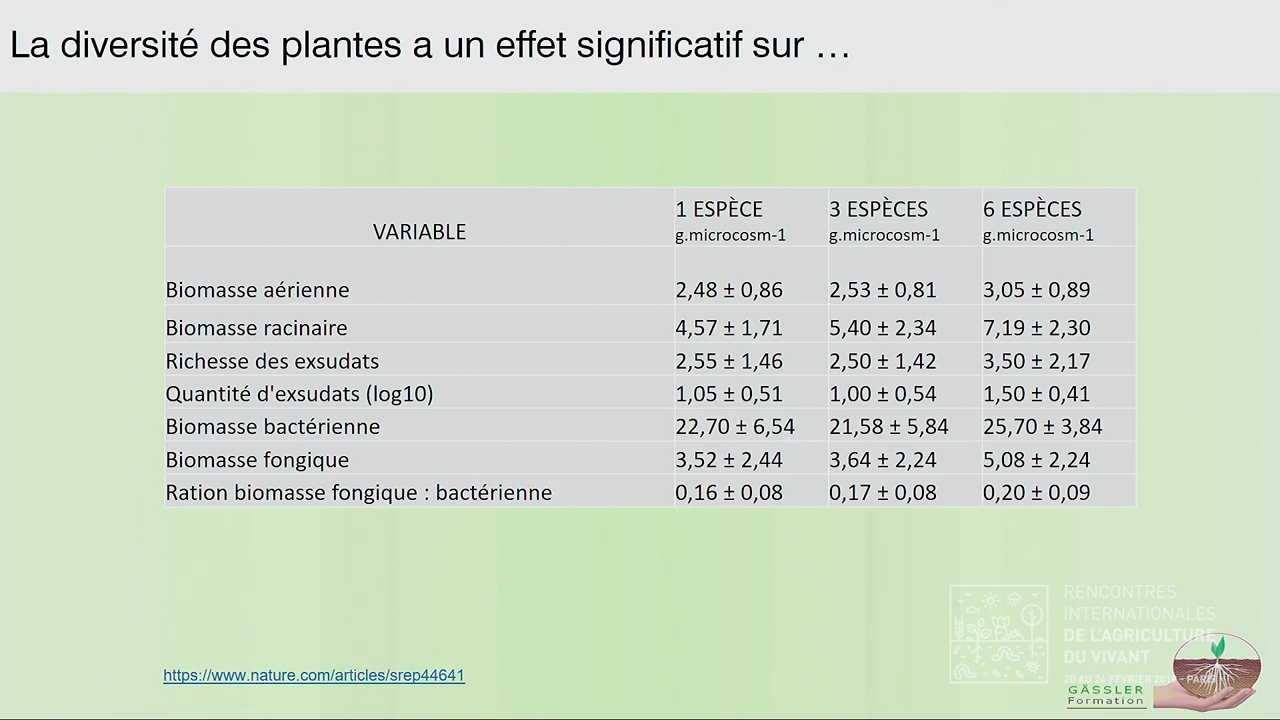 La diversité des plantes a un effet significatif sur …
VARIABLE
1 ESPÈCE
g.microcosm-1
3 ESPÈCES
g.microcosm-1
6 ESPÈCES
g.microcosm-1
Biomasse aérienne 2,48 ± 0,86 2,53 ± 0,81 3,05 ± 0,89
Biomasse racinaire 4,57 ± 1,71 5,40 ± 2,34 7,19 ± 2,30
Richesse des exsudats 2,55 ± 1,46 2,50 ± 1,42 3,50 ± 2,17
Quantité d'exsudats (log10) 1,05 ± 0,51 1,00 ± 0,54 1,50 ± 0,41
Biomasse bactérienne 22,70 ± 6,54 21,58 ± 5,84 25,70 ± 3,84
Biomasse fongique 3,52 ± 2,44 3,64 ± 2,24 5,08 ± 2,24
Ration biomasse fongique : bactérienne 0,16 ± 0,08 0,17 ± 0,08 0,20 ± 0,09
https://www.nature.com/articles/srep44641
RENCONTRES
INTERNATIONALES
DE L'AGRICULTURE
DU VIVANT
20 AU 24 FÉVRIER 2019 – PARIS
GÄSSLER
Formation